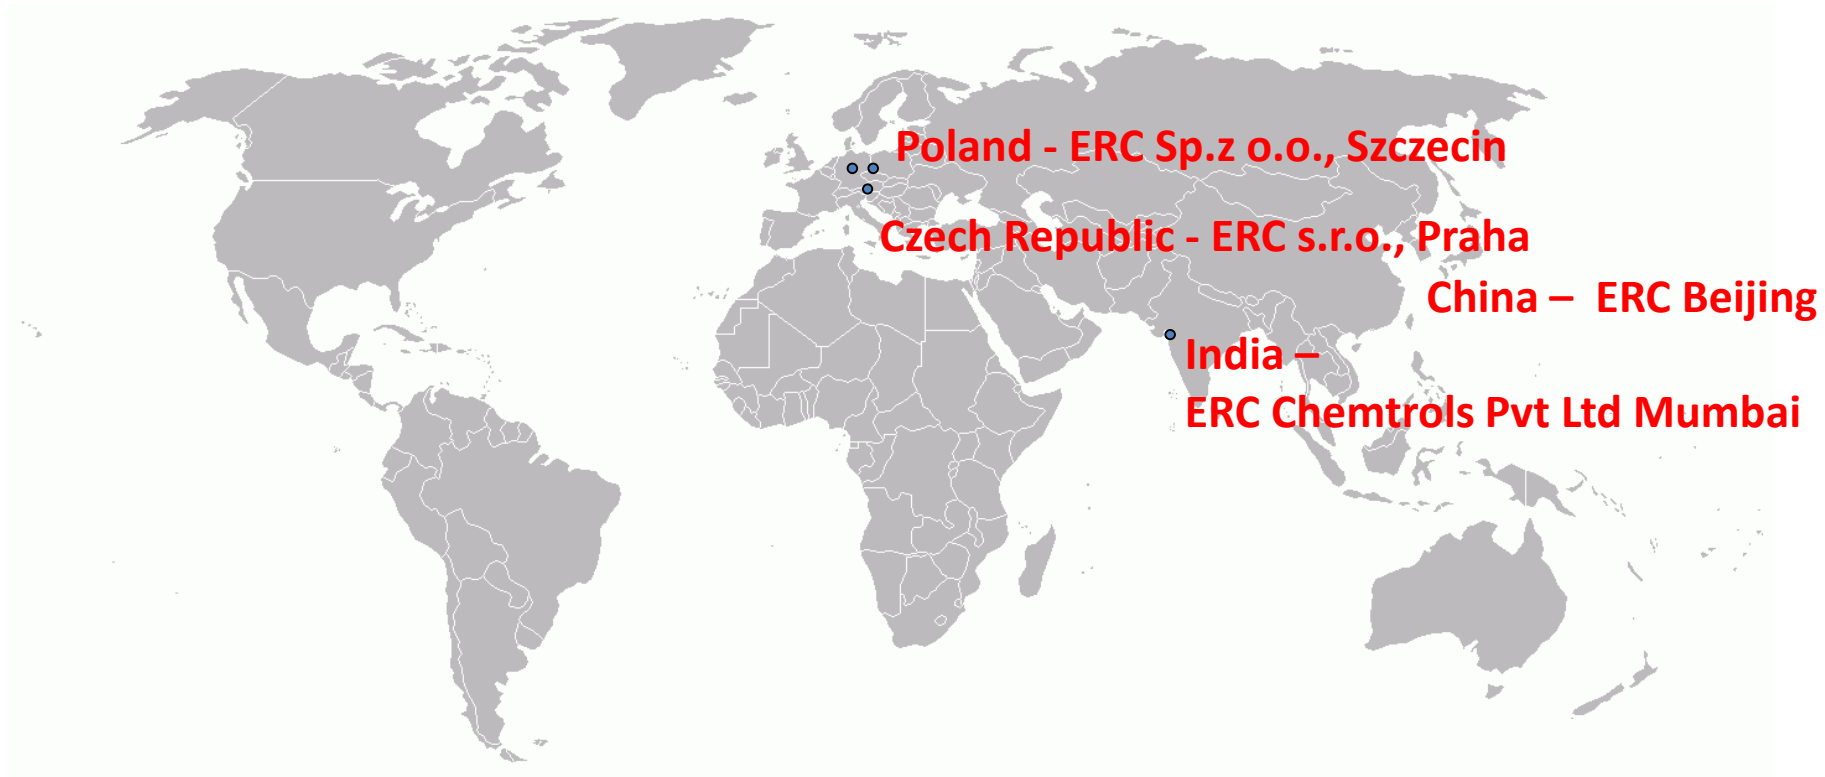 Poland - ERC Sp.z o.o., Szczecin
Czech Republic - ERC s.r.o., Praha
China – ERC Beijing
India –
ERC Chemtrols Pvt Ltd Mumbai